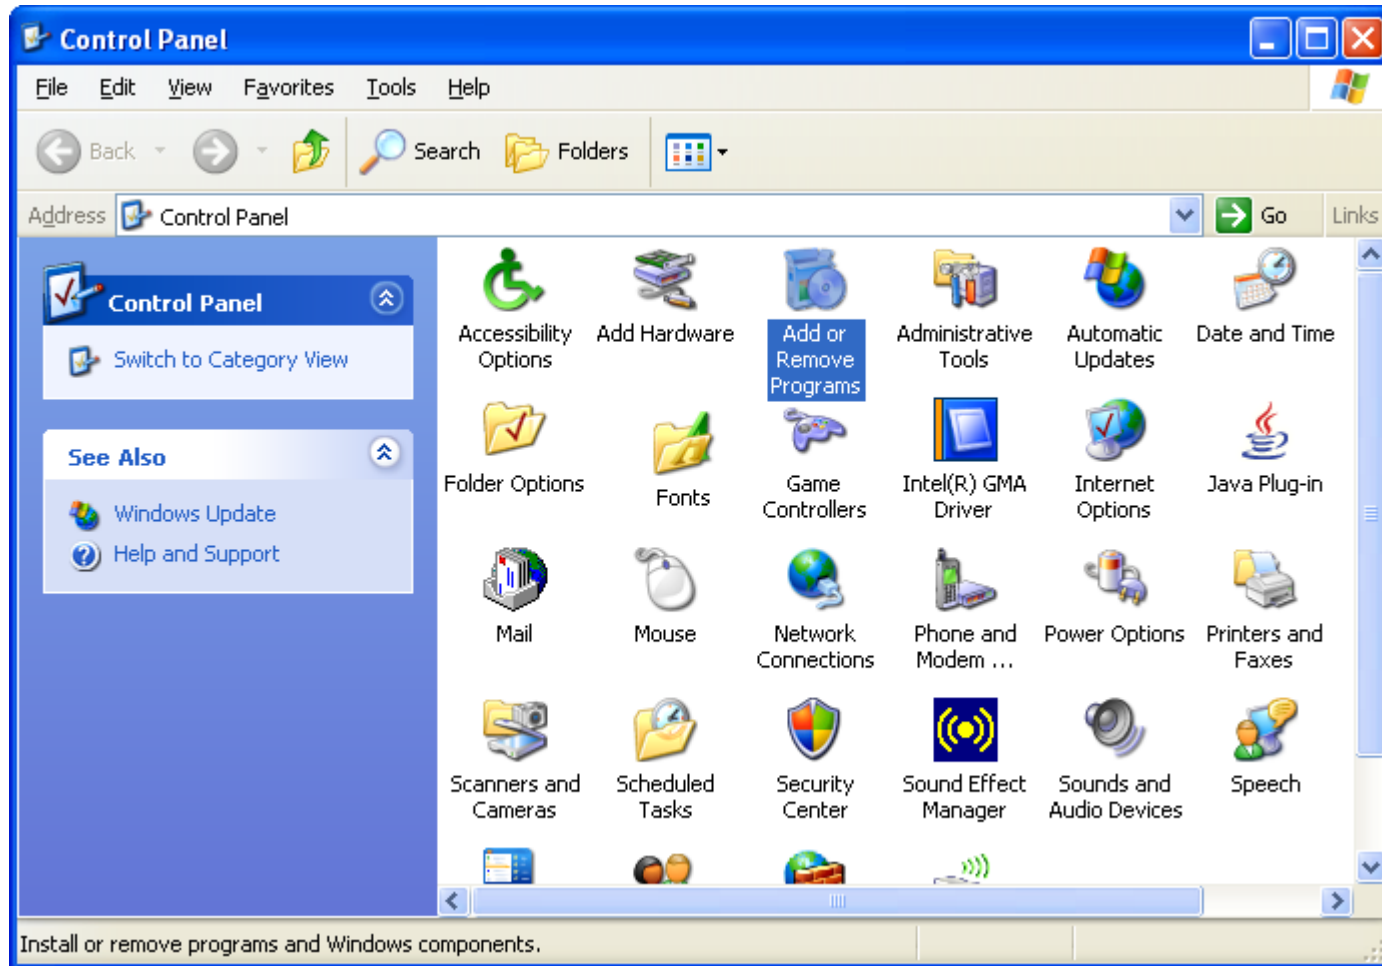 Control Panel
File Edit View Favorites Tools Help
Back Search Folders
Address Control Panel Go Links
Control Panel
Switch to Category View
See Also
Windows Update
Help and Support
Accessibility
Options
Add Hardware
Add or
Remove
Programs
Administrative
Tools
Automatic
Updates
Date and Time
Folder Options
Fonts
Game
Controllers
Intel(R) GMA
Driver
Internet
Options
Java Plug-in
Mail
Mouse
Network
Connections
Phone and
Modem ...
Power Options
Printers and
Faxes
Scanners and
Cameras
Scheduled
Tasks
Security
Center
Sound Effect
Manager
Sounds and
Audio Devices
Speech
Install or remove programs and Windows components.